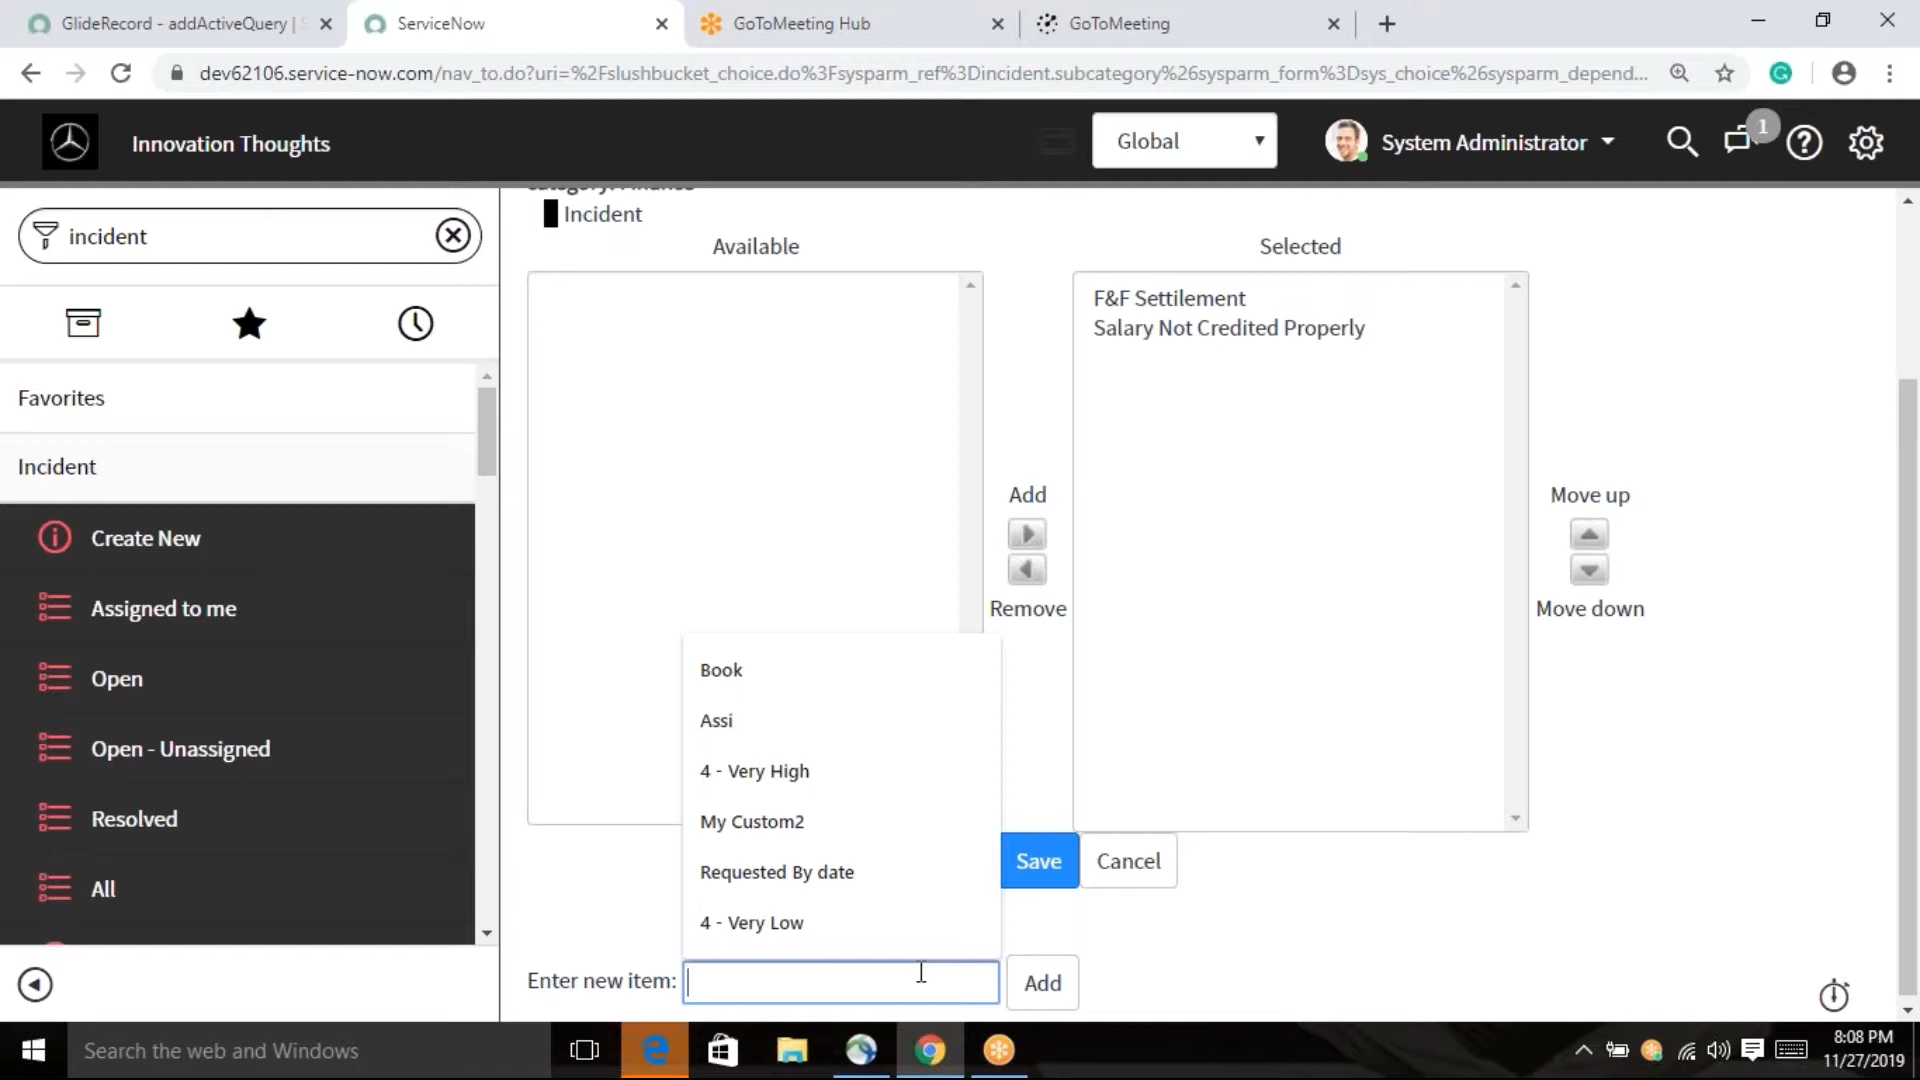 GlideRecord - addActiveQuery | S
ServiceNow
GoToMeeting Hub
GoToMeeting
dev62106.service-now.com/nav_to.do?uri=%2Fslushbucket_choice.do%3Fsysparm_ref%3Dincident.subcategory%26sysparm_form%3Dsys_choice%26sysparm_depend...
Innovation Thoughts
Global
System Administrator
1
incident
Favorites
Incident
Create New
Assigned to me
Open
Open - Unassigned
Resolved
All
Incident
Available
Selected
F&F Settilement
Salary Not Credited Properly
Add
Remove
Move up
Move down
Book
Assi
4 - Very High
My Custom2
Requested By date
4 - Very Low
Save
Cancel
Enter new item:
Add
Search the web and Windows
8:08 PM
11/27/2019